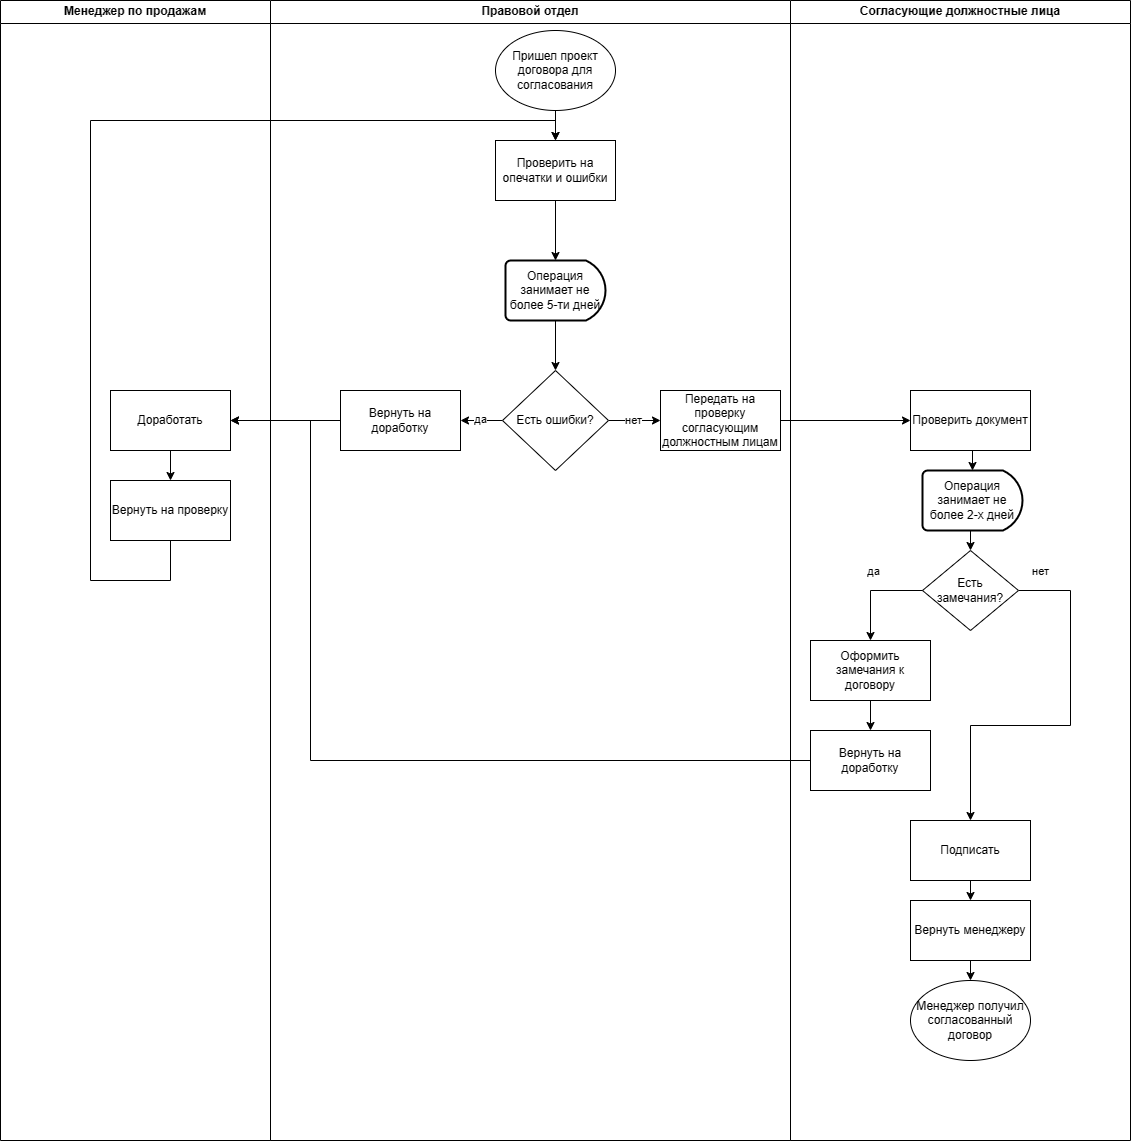 Менеджер по продажам
Правовой отдел
Согласующие должностные лица
Пришел проект
договора для
согласования
Проверить на
опечатки и ошибки
Операция
занимает не
более 5-ти дней
Доработать
Вернуть на
доработку
да
Есть ошибки?
нет
Передать на
проверку
согласующим
должностным лицам
Проверить документ
Вернуть на проверку
Операция
занимает не
более 2-х дней
да
Есть
замечания?
нет
Оформить
замечания к
договору
Вернуть на
доработку
Подписать
Вернуть менеджеру
Менеджер получил
согласованный
договор